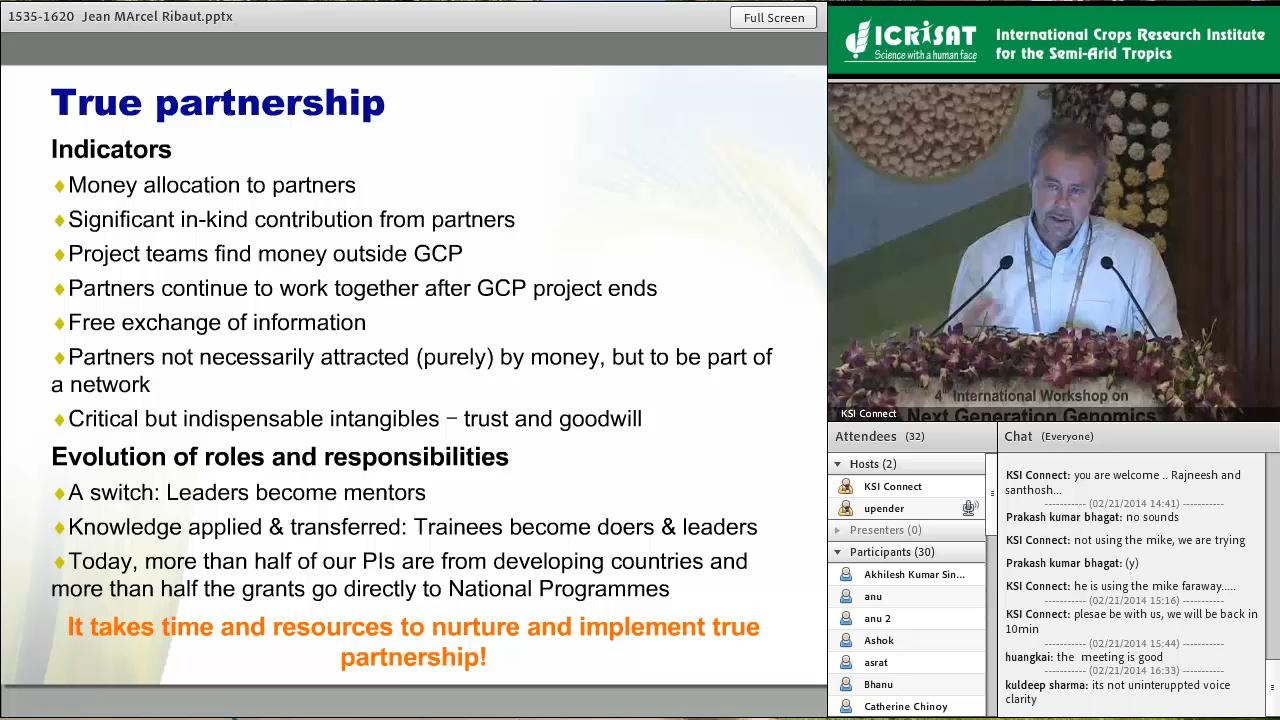 1535-1620 Jean MArcel Ribaut.pptx
Full Screen
True partnership
Indicators
Money allocation to partners
Significant in-kind contribution from partners
Project teams find money outside GCP
Partners continue to work together after GCP project ends
Free exchange of information
Partners not necessarily attracted (purely) by money, but to be part of
a network
Critical but indispensable intangibles – trust and goodwill
Evolution of roles and responsibilities
A switch: Leaders become mentors
Knowledge applied & transferred: Trainees become doers & leaders
Today, more than half of our PIs are from developing countries and
more than half the grants go directly to National Programmes
It takes time and resources to nurture and implement true
partnership!
ICRISAT
Science with a human face
International Crops Research Institute
for the Semi-Arid Tropics
4th International Workshop on
Next Generation Genomics
KSI Connect
Attendees (32)
Hosts (2)
KSI Connect
upender
Presenters (0)
Participants (30)
Akhilesh Kumar Sin...
anu
anu 2
Ashok
asrat
Bhanu
Catherine Chinoy
Chat (Everyone)
KSI Connect: you are welcome .. Rajneesh and
santhosh...
----------- (02/21/2014 14:41) -----------
Prakash kumar bhagat: no sounds
KSI Connect: not using the mike, we are trying
Prakash kumar bhagat: (y)
KSI Connect: he is using the mike faraway.....
----------- (02/21/2014 15:16) -----------
KSI Connect: plesae be with us, we will be back in
10min
----------- (02/21/2014 15:44) -----------
huangkai: the meeting is good
----------- (02/21/2014 16:33) -----------
kuldeep sharma: its not uninteruppted voice
clarity